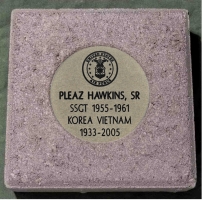 PLEAZ HAWKINS, SR
SSGT 1955-1961
KOREA VIETNAM
1933-2005